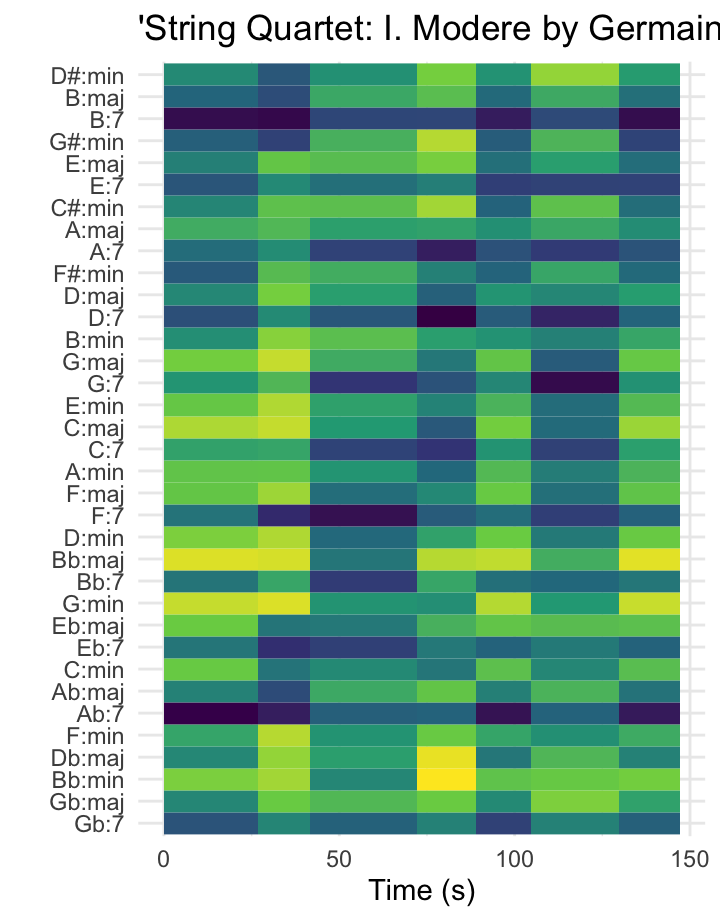 'String Quartet: I. Modere by Germain
D#:min
B:maj
B:7
G#:min
E:maj
E:7
C#:min
A:maj
A:7
F#:min
D:maj
D:7
B:min
G:maj
G:7
E:min
C:maj
C:7
A:min
F:maj
F:7
D:min
Bb:maj
Bb:7
G:min
Eb:maj
Eb:7
C:min
Ab:maj
Ab:7
F:min
Db:maj
Bb:min
Gb:maj
Gb:7
0 50 100 150
Time (s)